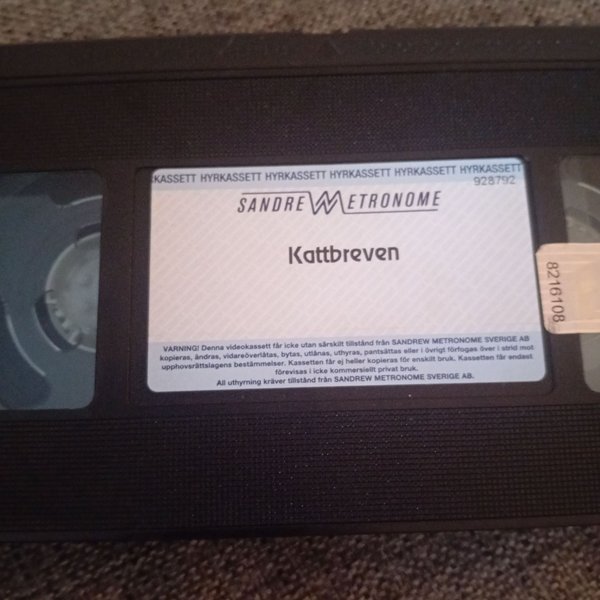 KASSETT HYRKASSETT HYRKASSETT HYRKASSETT HYRKASSETT HYRKASSETT
928792
SANDREW METRONOME
Kattbreven
8216108
VARNING! Denna videokassett får icke utan särskilt tillstånd från SANDREW METRONOME SVERIGE AB
kopieras, ändras, vidareöverlåtas, bytas, utlånas, uthyras, pantsättas eller i övrigt förfogas över i strid mot
upphovsrättslagens bestämmelser. Kassetten får ej heller kopieras för enskilt bruk. Kassetten får endast
förevisas i icke kommersiellt privat bruk.
All uthyrning kräver tillstånd från SANDREW METRONOME SVERIGE AB.